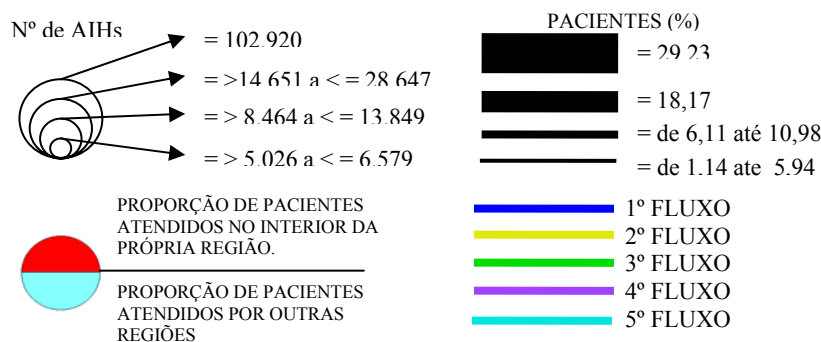 Nº de AIHs
= 102.920
= >14.651 a < = 28.647
= > 8.464 a < = 13.849
= > 5.026 a < = 6.579
PROPORÇÃO DE PACIENTES
ATENDIDOS NO INTERIOR DA
PRÓPRIA REGIÃO.
PROPORÇÃO DE PACIENTES
ATENDIDOS POR OUTRAS
REGIÕES
PACIENTES (%)
= 29,23
= 18,17
= de 6,11 até 10,98
= de 1,14 ate 5,94
1º FLUXO
2º FLUXO
3º FLUXO
4º FLUXO
5º FLUXO